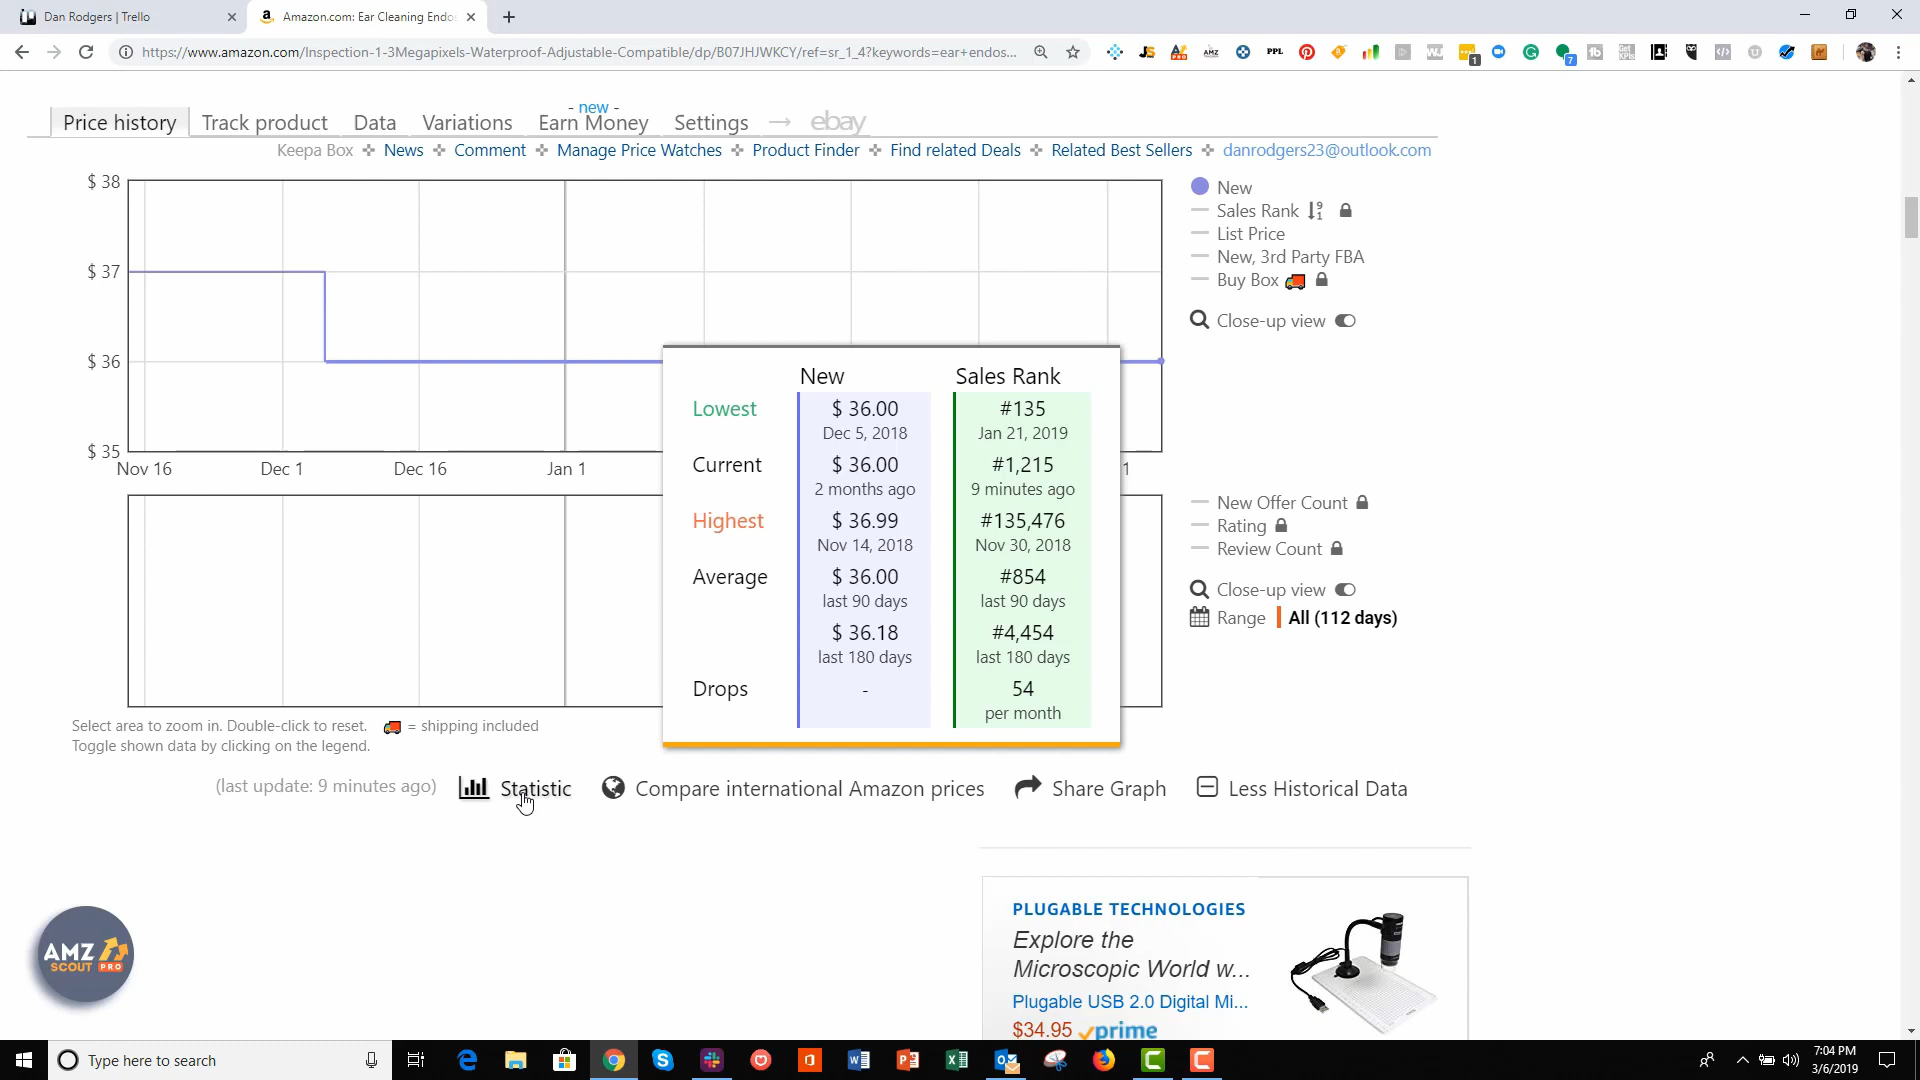 Dan Rodgers | Trello
Amazon.com: Ear Cleaning Endo
https://www.amazon.com/Inspection-1-3Megapixels-Waterproof-Adjustable-Compatible/dp/B07JHJWKCY/ref=sr_1_4?keywords=ear+endos...
- new -
Price history Track product Data Variations Earn Money Settings → ebay
Keepa Box News Comment Manage Price Watches Product Finder Find related Deals Related Best Sellers danrodgers23@outlook.com
$ 38
$ 37
$ 36
$ 35
Nov 16 Dec 1 Dec 16 Jan 1 1
New
Sales Rank
List Price
New, 3rd Party FBA
Buy Box
Close-up view
New Sales Rank
Lowest $ 36.00 #135
Dec 5, 2018 Jan 21, 2019
Current $ 36.00 #1,215
2 months ago 9 minutes ago
Highest $ 36.99 #135,476
Nov 14, 2018 Nov 30, 2018
Average $ 36.00 #854
last 90 days last 90 days
$ 36.18 #4,454
last 180 days last 180 days
Drops - 54
per month
New Offer Count
Rating
Review Count
Close-up view
Range All (112 days)
Select area to zoom in. Double-click to reset. = shipping included
Toggle shown data by clicking on the legend.
(last update: 9 minutes ago) Statistic Compare international Amazon prices Share Graph Less Historical Data
PLUGABLE TECHNOLOGIES
Explore the
Microscopic World w...
Plugable USB 2.0 Digital Mi...
$34.95 prime
AMZ
SCOUT PRO
Type here to search
7:04 PM
3/6/2019